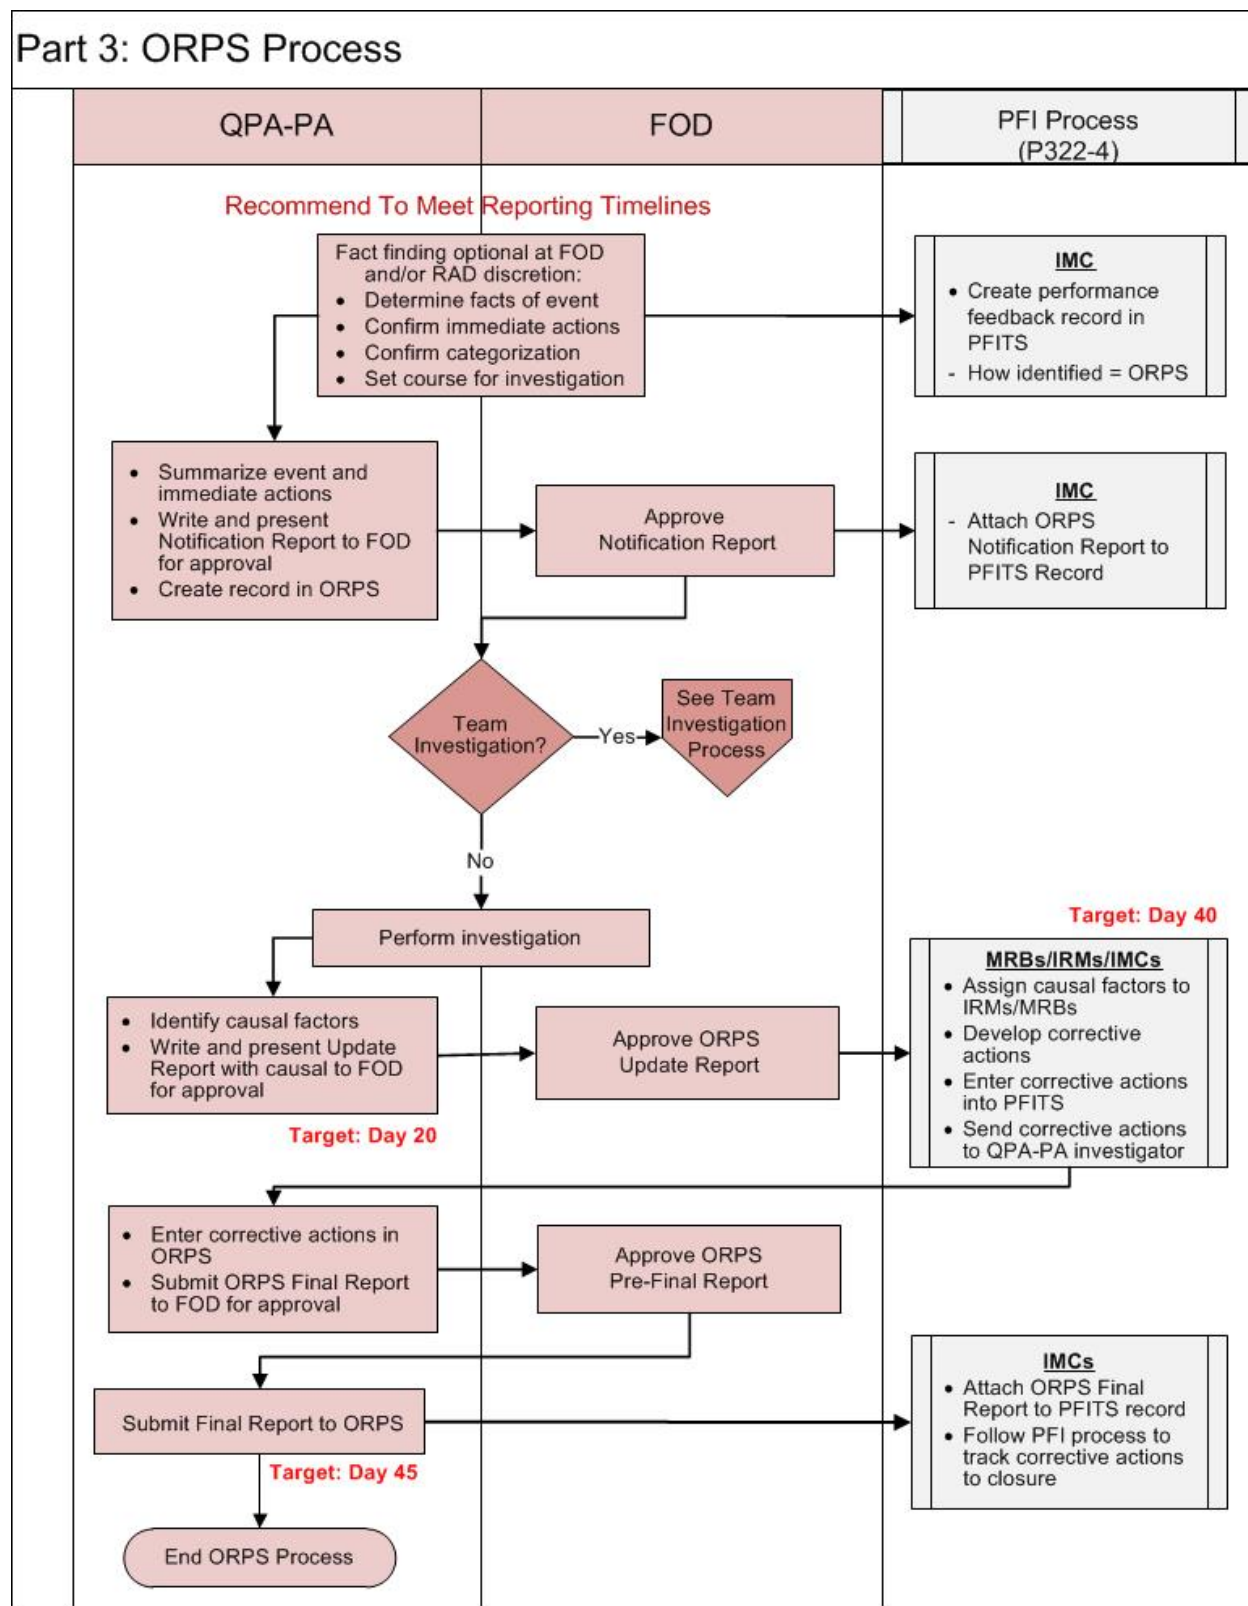 Part 3: ORPS Process
QPA-PA
FOD
PFI Process
(P322-4)
Recommend To Meet Reporting Timelines
Fact finding optional at FOD
and/or RAD discretion:
• Determine facts of event
• Confirm immediate actions
• Confirm categorization
• Set course for investigation
IMC
• Create performance
feedback record in
PFITS
- How identified = ORPS
• Summarize event and
immediate actions
• Write and present
Notification Report to FOD
for approval
• Create record in ORPS
Approve
Notification Report
IMC
- Attach ORPS
Notification Report to
PFITS Record
Team
Investigation?
Yes
See Team
Investigation
Process
No
Perform investigation
Target: Day 40
• Identify causal factors
• Write and present Update
Report with causal to FOD
for approval
Target: Day 20
Approve ORPS
Update Report
MRBs/IRMs/IMCs
• Assign causal factors to
IRMs/MRBs
• Develop corrective
actions
• Enter corrective actions
into PFITS
• Send corrective actions
to QPA-PA investigator
• Enter corrective actions in
ORPS
• Submit ORPS Final Report
to FOD for approval
Approve ORPS
Pre-Final Report
Submit Final Report to ORPS
Target: Day 45
IMCs
• Attach ORPS Final
Report to PFITS record
• Follow PFI process to
track corrective actions
to closure
End ORPS Process